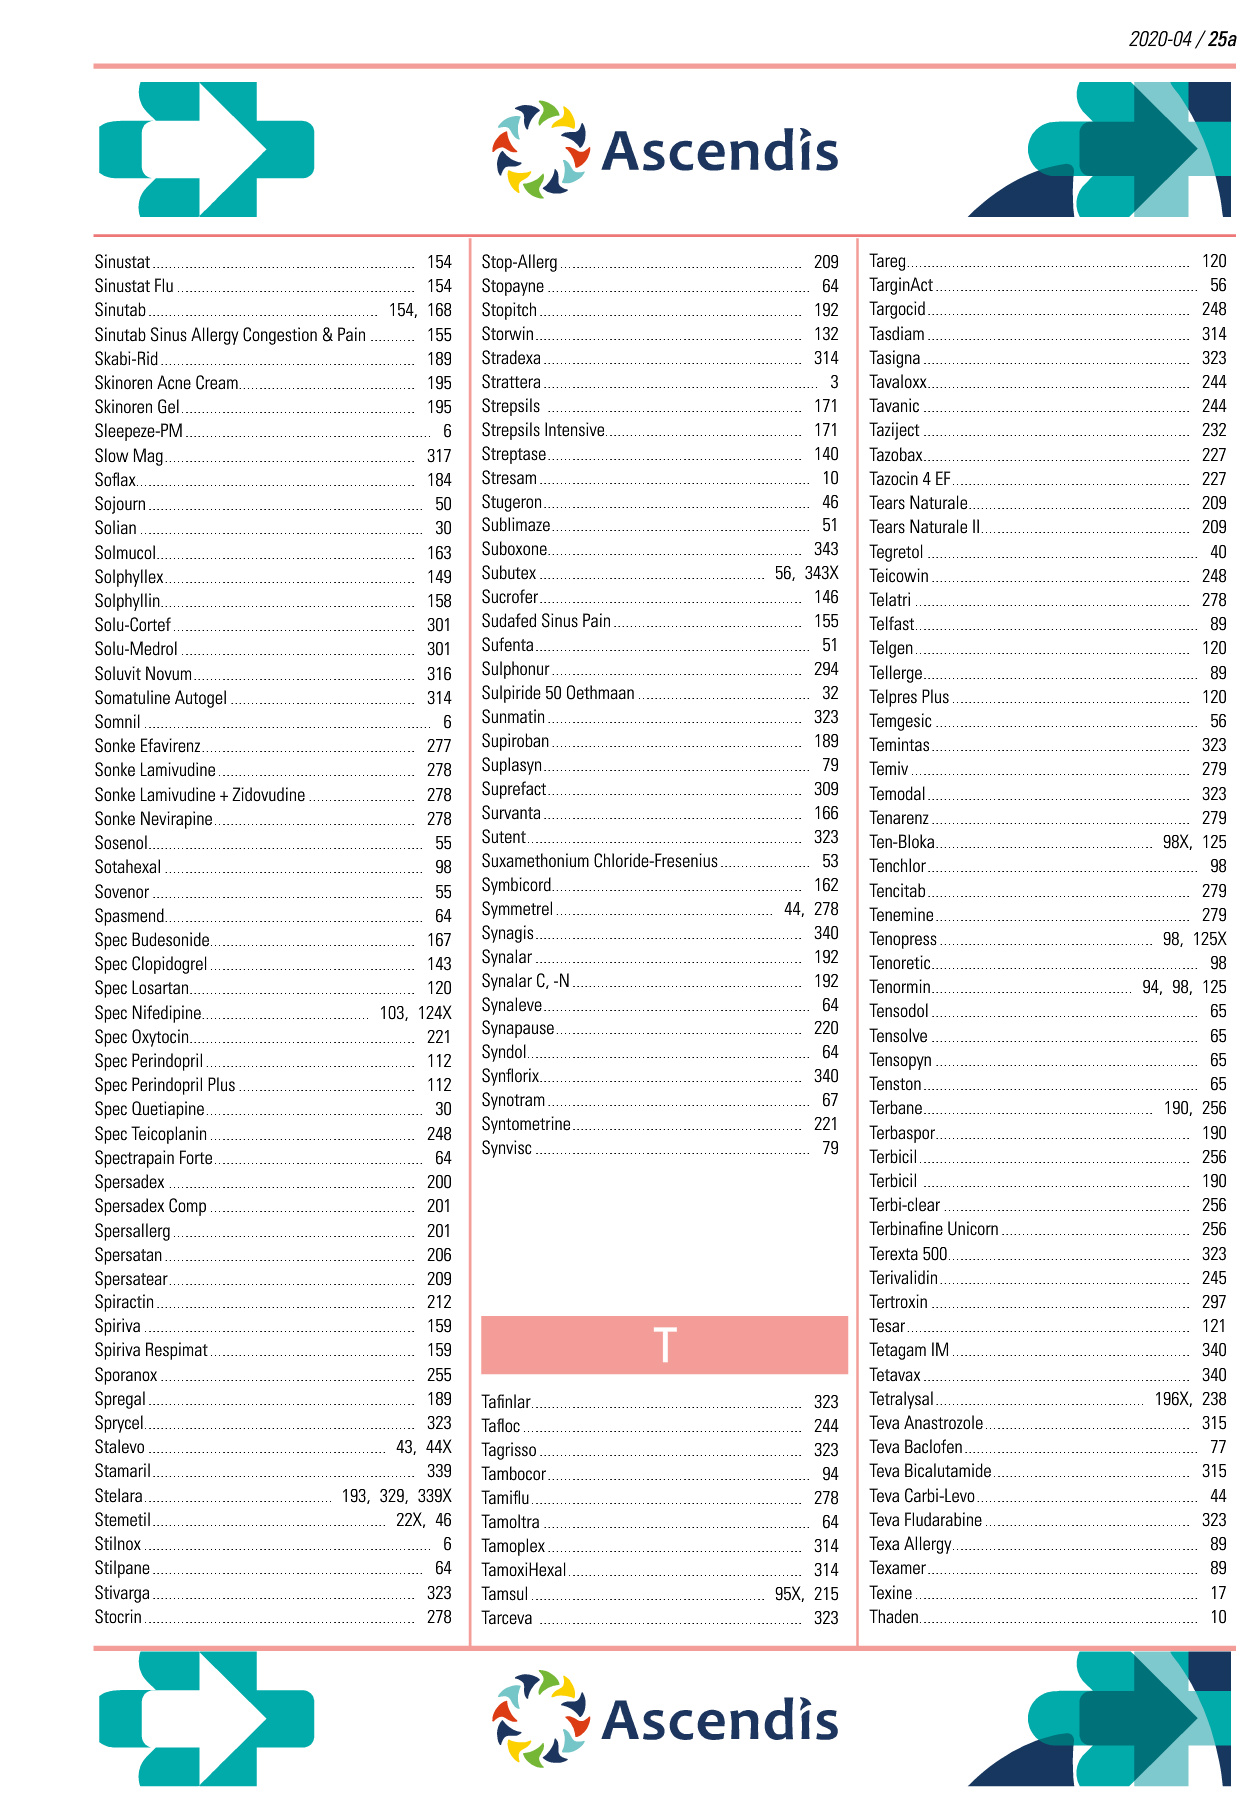 2020-04 / 25a
Ascendis
Sinustat 154
Sinustat Flu 154
Sinutab 154, 168
Sinutab Sinus Allergy Congestion & Pain 155
Skabi-Rid 189
Skinoren Acne Cream 195
Skinoren Gel 195
Sleepeze-PM 6
Slow Mag 317
Soflax 184
Sojourn 50
Solian 30
Solmucol 163
Solphyllex 149
Solphyllin 158
Solu-Cortef 301
Solu-Medrol 301
Soluvit Novum 316
Somatuline Autogel 314
Somnil 6
Sonke Efavirenz 277
Sonke Lamivudine 278
Sonke Lamivudine + Zidovudine 278
Sonke Nevirapine 278
Sosenol 55
Sotahexal 98
Sovenor 55
Spasmend 64
Spec Budesonide 167
Spec Clopidogrel 143
Spec Losartan 120
Spec Nifedipine 103, 124X
Spec Oxytocin 221
Spec Perindopril 112
Spec Perindopril Plus 112
Spec Quetiapine 30
Spec Teicoplanin 248
Spectrapain Forte 64
Spersadex 200
Spersadex Comp 201
Spersallerg 201
Spersatan 206
Spersatear 209
Spiractin 212
Spiriva 159
Spiriva Respimat 159
Sporanox 255
Spregal 189
Sprycel 323
Stalevo 43, 44X
Stamaril 339
Stelara 193, 329, 339X
Stemetil 22X, 46
Stilnox 6
Stilpane 64
Stivarga 323
Stocrin 278
Stop-Allerg 209
Stopayne 64
Stopitch 192
Storwin 132
Stradexa 314
Strattera 3
Strepsils 171
Strepsils Intensive 171
Streptase 140
Stresam 10
Stugeron 46
Sublimaze 51
Suboxone 343
Subutex 56, 343X
Sucrofer 146
Sudafed Sinus Pain 155
Sufenta 51
Sulphonur 294
Sulpiride 50 Oethmaan 32
Sunmatin 323
Supiroban 189
Suplasyn 79
Suprefact 309
Survanta 166
Sutent 323
Suxamethonium Chloride-Fresenius 53
Symbicord 162
Symmetrel 44, 278
Synagis 340
Synalar 192
Synalar C, -N 192
Synaleve 64
Synapause 220
Syndol 64
Synflorix 340
Synotram 67
Syntometrine 221
Synvisc 79
T
Tafinlar 323
Tafloc 244
Tagrisso 323
Tambocor 94
Tamiflu 278
Tamoltra 64
Tamoplex 314
TamoxiHexal 314
Tamsul 95X, 215
Tarceva 323
Tareg 120
TarginAct 56
Targocid 248
Tasdiam 314
Tasigna 323
Tavaloxx 244
Tavanic 244
Taziject 232
Tazobax 227
Tazocin 4 EF 227
Tears Naturale 209
Tears Naturale II 209
Tegretol 40
Teicowin 248
Telatri 278
Telfast 89
Telgen 120
Tellerge 89
Telpres Plus 120
Temgesic 56
Temintas 323
Temiv 279
Temodal 323
Tenarenz 279
Ten-Bloka 98X, 125
Tenchlor 98
Tencitab 279
Tenemine 279
Tenopress 98, 125X
Tenoretic 98
Tenormin 94, 98, 125
Tensodol 65
Tensolve 65
Tensopyn 65
Tenston 65
Terbane 190, 256
Terbaspor 190
Terbicil 256
Terbicil 190
Terbi-clear 256
Terbinafine Unicorn 256
Terexta 500 323
Terivalidin 245
Tertroxin 297
Tesar 121
Tetagam IM 340
Tetavax 340
Tetralysal 196X, 238
Teva Anastrozole 315
Teva Baclofen 77
Teva Bicalutamide 315
Teva Carbi-Levo 44
Teva Fludarabine 323
Texa Allergy 89
Texamer 89
Texine 17
Thaden 10
Ascendis